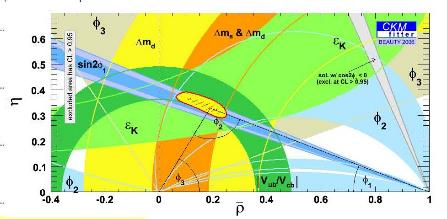 ϕ3
Δmd
Δms & Δmd
CKM
fitter
BEAUTY 2006
εK
0.6
sin2ϕ1
excluded area has CL > 0.95
sol. w/ cos2ϕ1 < 0
(excl. at CL > 0.95)
ϕ3
0.5
0.4
η
εK
ϕ2
ϕ2
0.3
0.2
0.1
ϕ2
ϕ3
|Vub/Vcb|
ϕ1
0
-0.4 -0.2 0 0.2 0.4 0.6 0.8 1
ρ̅